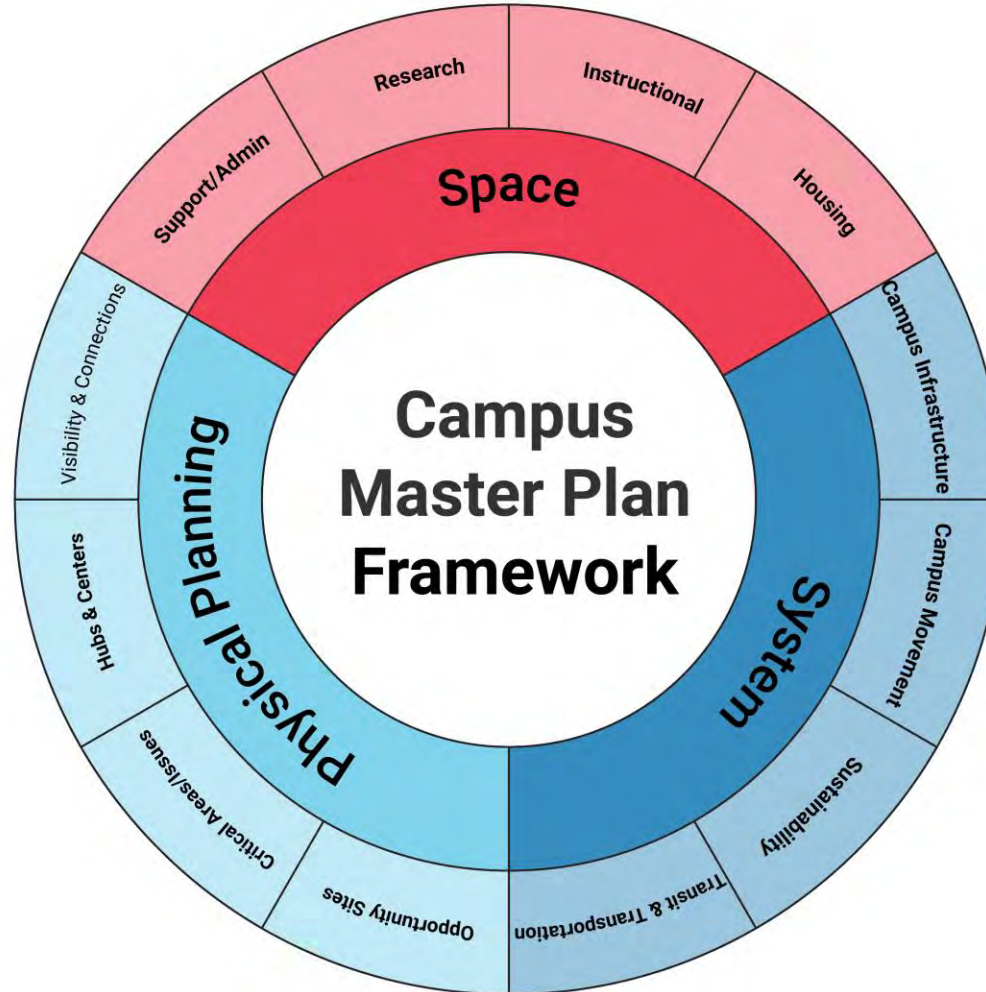 Campus
Master Plan
Framework
Space
Support/Admin
Research
Instructional
Housing
System
Campus Infrastructure
Campus Movement
Sustainability
Transit & Transportation
Physical Planning
Opportunity Sites
Critical Areas/Issues
Hubs & Centers
Visibility & Connections